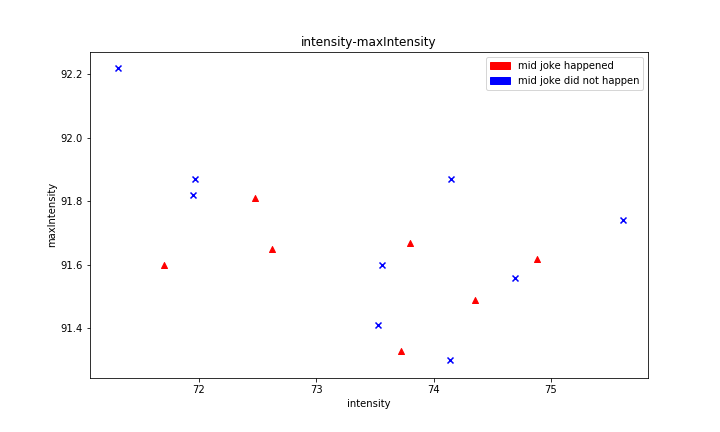 intensity-maxIntensity
mid joke happened
mid joke did not happen
maxIntensity
92.2
92.0
91.8
91.6
91.4
72 73 74 75
intensity